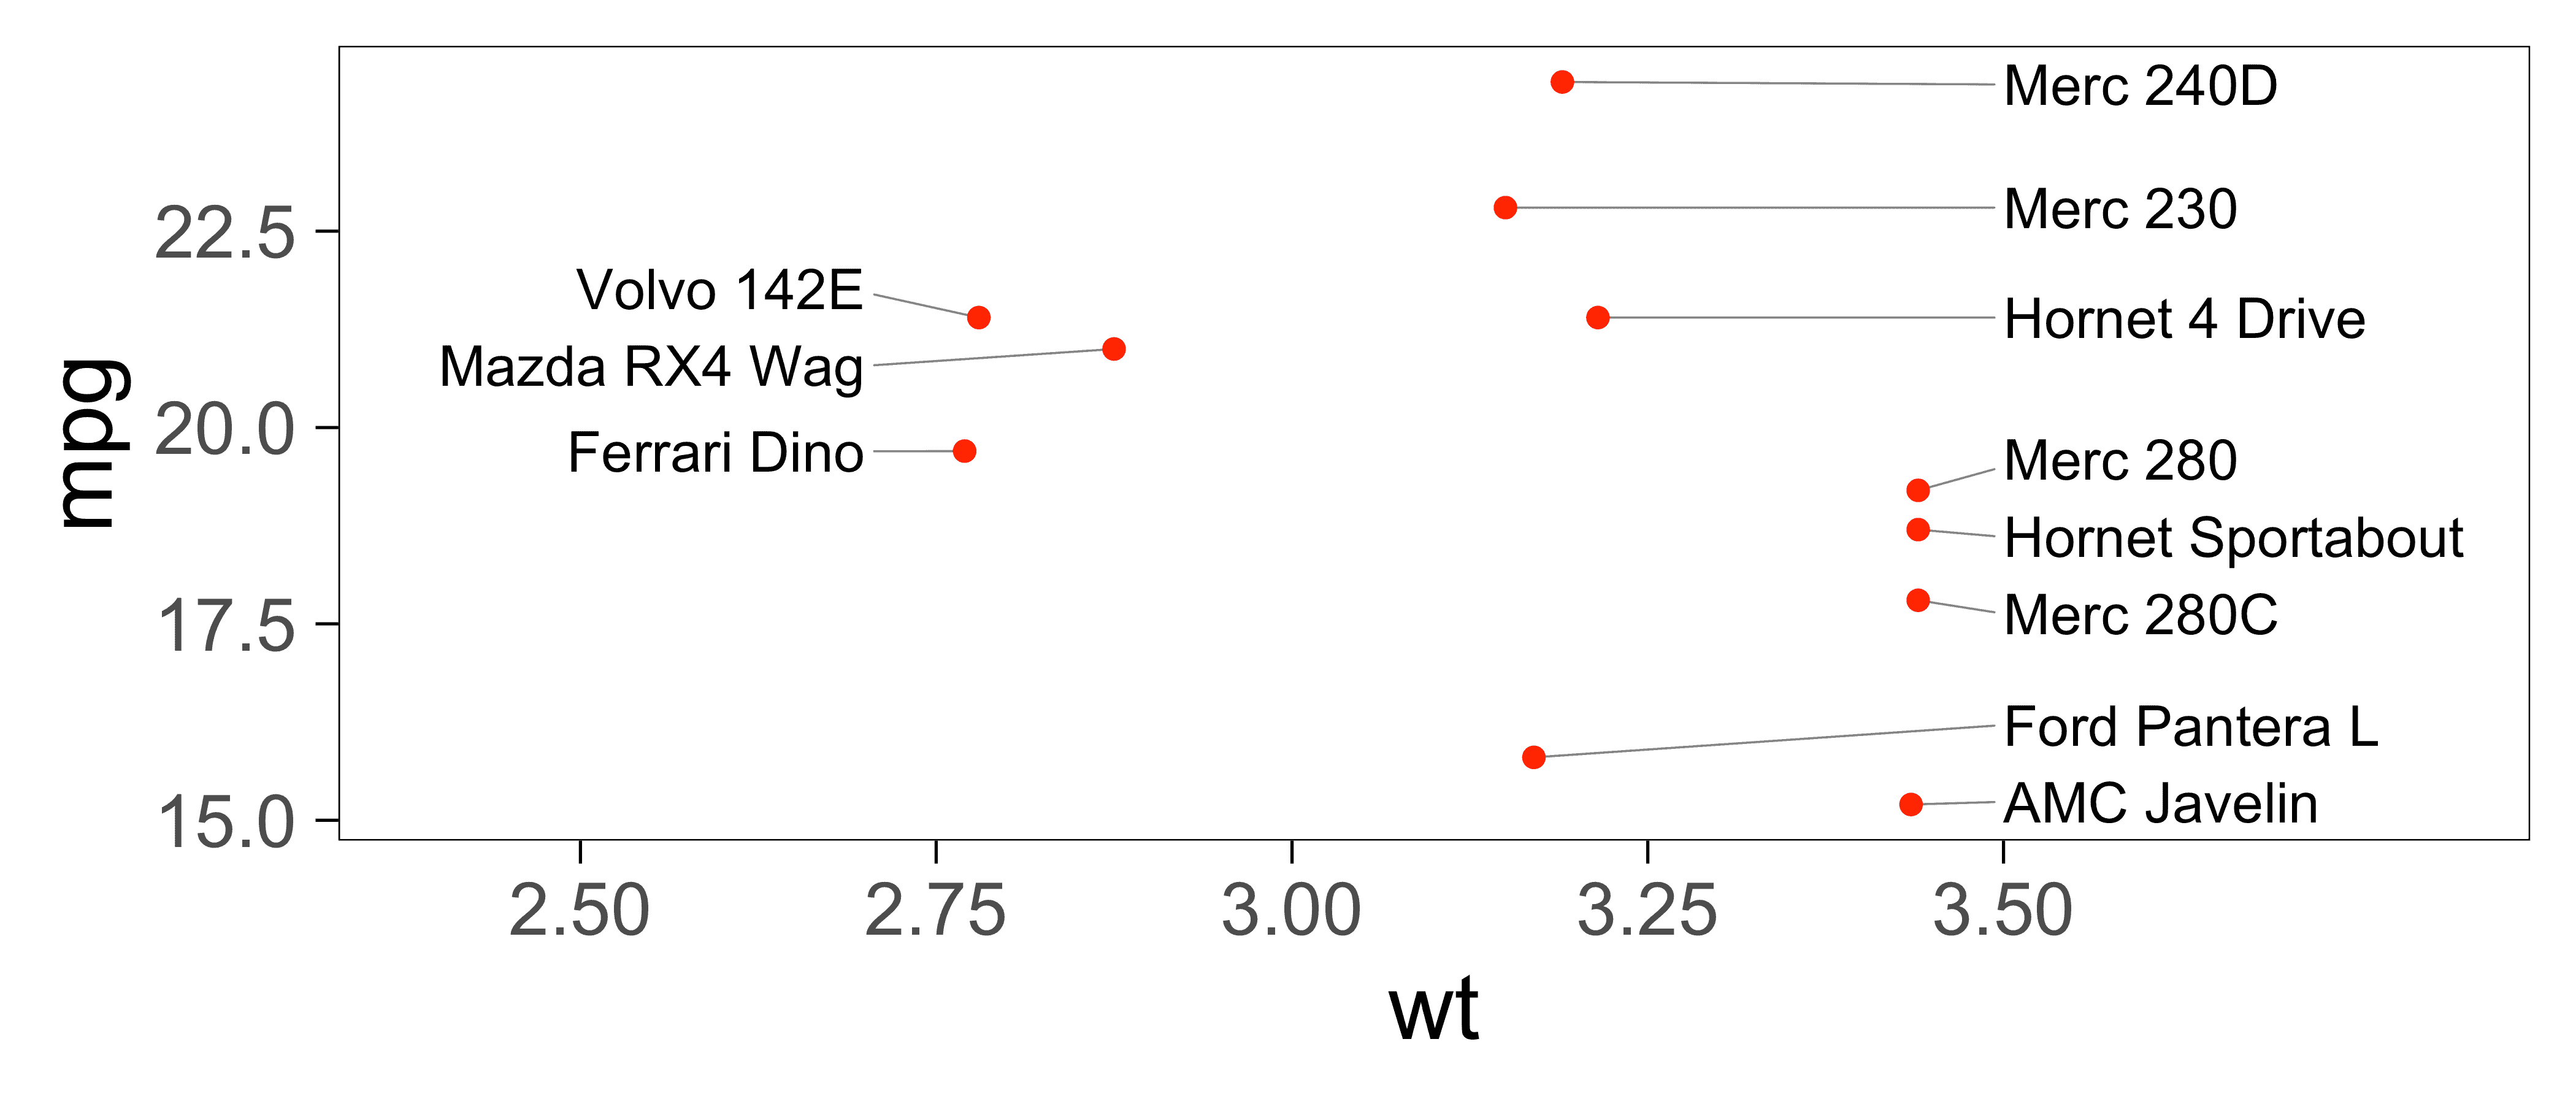 Merc 240D
Merc 230
22.5
Volvo 142E
Hornet 4 Drive
Mazda RX4 Wag
mpg
20.0
Ferrari Dino
Merc 280
Hornet Sportabout
17.5
Merc 280C
Ford Pantera L
15.0
AMC Javelin
2.50 2.75 3.00 3.25 3.50
wt